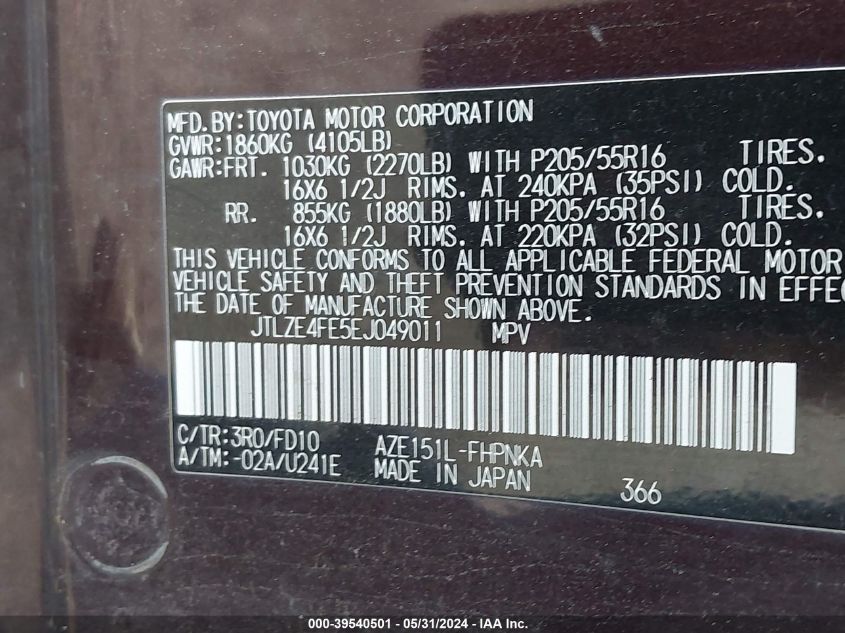 MFD.BY:TOYOTA MOTOR CORPORATION
GVWR:1860KG (4105LB)
GAWR:FRT. 1030KG (2270LB) WITH P205/55R16 TIRES.
16X6 1/2J RIMS. AT 240KPA (35PSI) COLD.
RR. 855KG (1880LB) WITH P205/55R16 TIRES.
16X6 1/2J RIMS. AT 220KPA (32PSI) COLD.
THIS VEHICLE CONFORMS TO ALL APPLICABLE FEDERAL MOTOR
VEHICLE SAFETY AND THEFT PREVENTION STANDARDS IN EFFE
THE DATE OF MANUFACTURE SHOWN ABOVE.
JTLZE4FE5EJ049011 MPV
C/TR:3R0/FD10 AZE151L-FHPNKA
A/TM:-02A/U241E MADE IN JAPAN 366
000-39540501 - 05/31/2024 - IAA Inc.